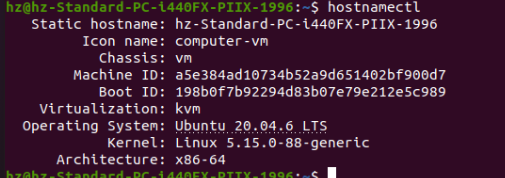 hz@hz-Standard-PC-i440FX-PIIX-1996:~$ hostnamectl
Static hostname: hz-Standard-PC-i440FX-PIIX-1996
Icon name: computer-vm
Chassis: vm
Machine ID: a5e384ad10734b52a9d651402bf900d7
Boot ID: 198b0f7b92294d83b07e79e212e5c989
Virtualization: kvm
Operating System: Ubuntu 20.04.6 LTS
Kernel: Linux 5.15.0-88-generic
Architecture: x86-64
hz@hz-Standard-PC-i440FX-PIIX-1996:~$